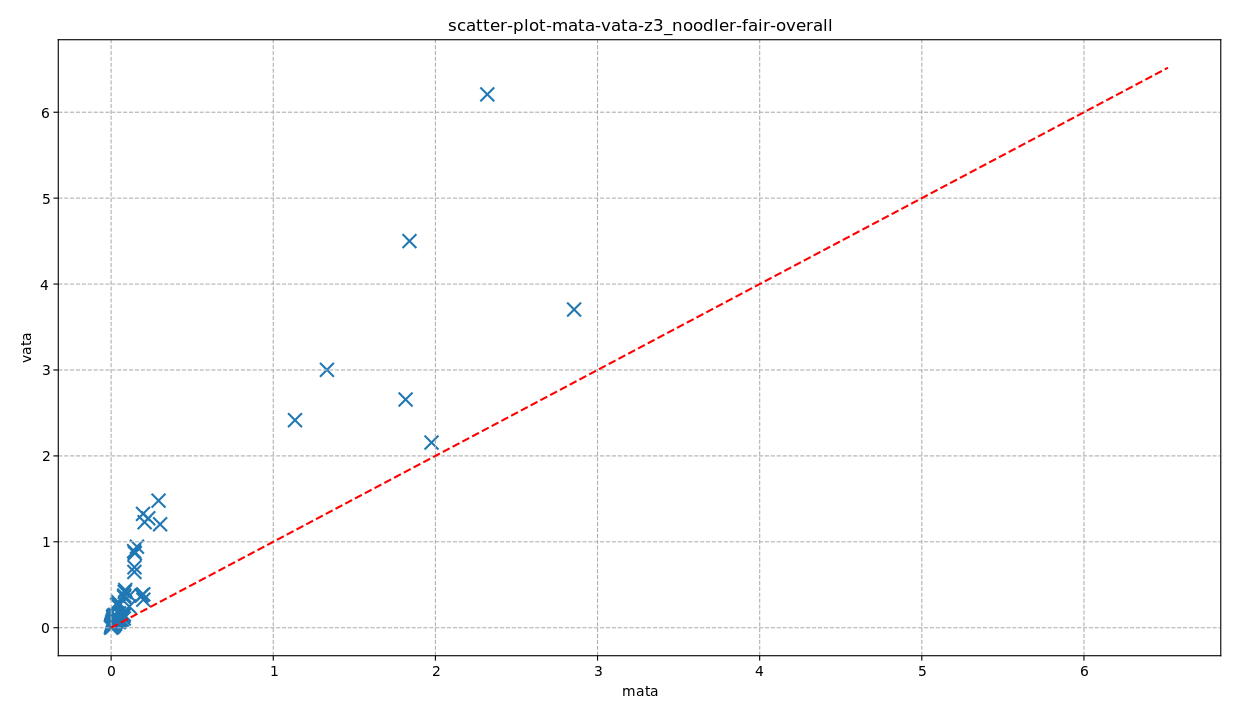 scatter-plot-mata-vata-z3_noodler-fair-overall
6
5
4
3
2
1
0
vata
0 1 2 3 4 5 6
mata